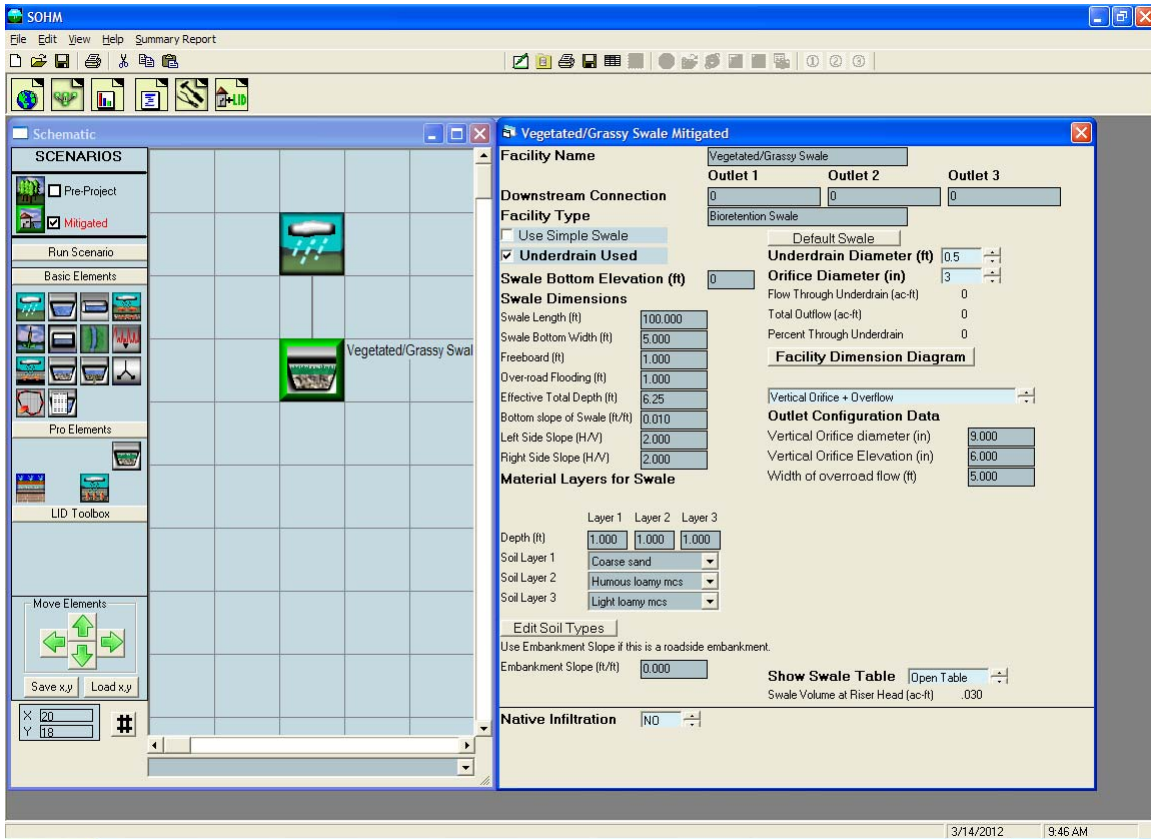 SOHM
File Edit View Help Summary Report
① ② ③
+LID
Schematic
SCENARIOS
Pre-Project
Mitigated
Run Scenario
Basic Elements
Pro Elements
LID Toolbox
Move Elements
Save x,y Load x,y
X 20
Y 18
#
Vegetated/Grassy Swal
Vegetated/Grassy Swale Mitigated
Facility Name Vegetated/Grassy Swale
Outlet 1 Outlet 2 Outlet 3
Downstream Connection 0 0 0
Facility Type Bioretention Swale
Use Simple Swale Default Swale
Underdrain Used Underdrain Diameter (ft) 0.5
Swale Bottom Elevation (ft) 0 Orifice Diameter (in) 3
Swale Dimensions Flow Through Underdrain (ac-ft) 0
Swale Length (ft) 100.000 Total Outflow (ac-ft) 0
Swale Bottom Width (ft) 5.000 Percent Through Underdrain 0
Freeboard (ft) 1.000 Facility Dimension Diagram
Over-road Flooding (ft) 1.000
Effective Total Depth (ft) 6.25 Vertical Orifice + Overflow
Bottom slope of Swale (ft/ft) 0.010 Outlet Configuration Data
Left Side Slope (H/V) 2.000 Vertical Orifice diameter (in) 9.000
Right Side Slope (H/V) 2.000 Vertical Orifice Elevation (in) 6.000
Material Layers for Swale Width of overroad flow (ft) 5.000
Layer 1 Layer 2 Layer 3
Depth (ft) 1.000 1.000 1.000
Soil Layer 1 Coarse sand
Soil Layer 2 Humous loamy mcs
Soil Layer 3 Light loamy mcs
Edit Soil Types
Use Embankment Slope if this is a roadside embankment.
Embankment Slope (ft/ft) 0.000
Show Swale Table Open Table
Swale Volume at Riser Head (ac-ft) .030
Native Infiltration NO
3/14/2012 9:46 AM